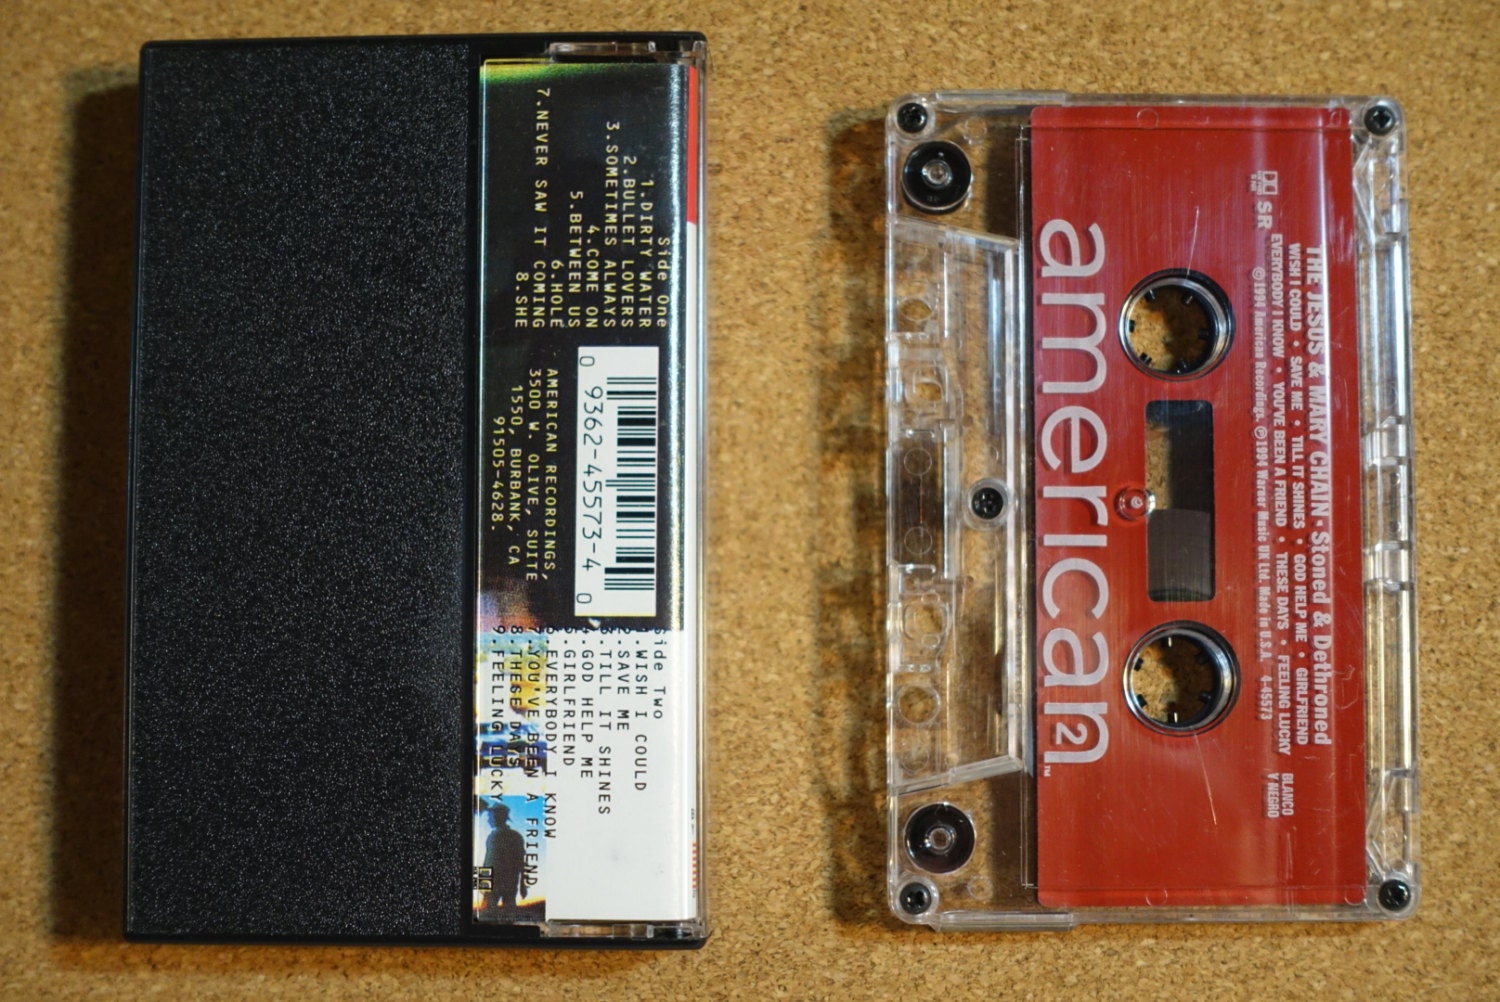 Side One
1.DIRTY WATER
2.BULLET LOVERS
3.SOMETIMES ALWAYS
4.COME ON
5.BETWEEN US
6.HOLE
7.NEVER SAW IT COMING
8.SHE
0 9362-45573-4 0
AMERICAN RECORDINGS,
3500 W. OLIVE, SUITE
1550, BURBANK, CA
91505-4628.
Side Two
1.WISH I COULD
2.SAVE ME
3.TILL IT SHINES
4.GOD HELP ME
5.GIRLFRIEND
6.EVERYBODY I KNOW
7.YOU'VE BEEN A FRIEND
8.THESE DAYS
9.FEELING LUCKY
THE JESUS & MARY CHAIN · Stoned & Dethroned
WISH I COULD • SAVE ME • TILL IT SHINES • GOD HELP ME • GIRLFRIEND
EVERYBODY I KNOW • YOU'VE BEEN A FRIEND • THESE DAYS • FEELING LUCKY
©1994 American Recordings. ℗1994 Warner Music UK Ltd. Made in U.S.A. 4-45573
BLANCO
Y NEGRO
SR
american
2
™